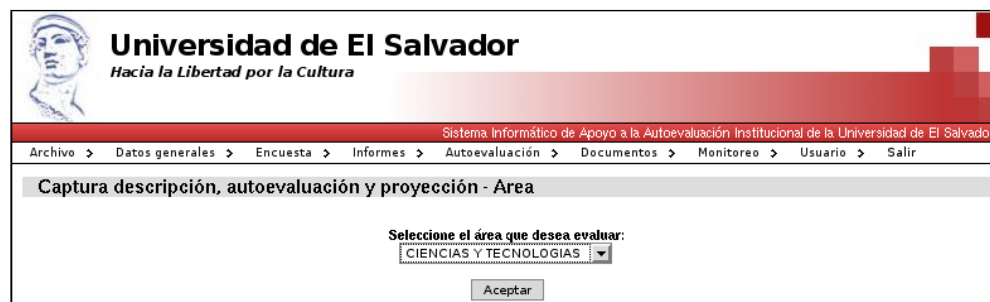 Universidad de El Salvador
Hacia la Libertad por la Cultura
Sistema Informático de Apoyo a la Autoevaluación Institucional de la Universidad de El Salvado
Archivo > Datos generales > Encuesta > Informes > Autoevaluación > Documentos > Monitoreo > Usuario > Salir
Captura descripción, autoevaluación y proyección - Area
Seleccione el área que desea evaluar:
CIENCIAS Y TECNOLOGIAS
Aceptar